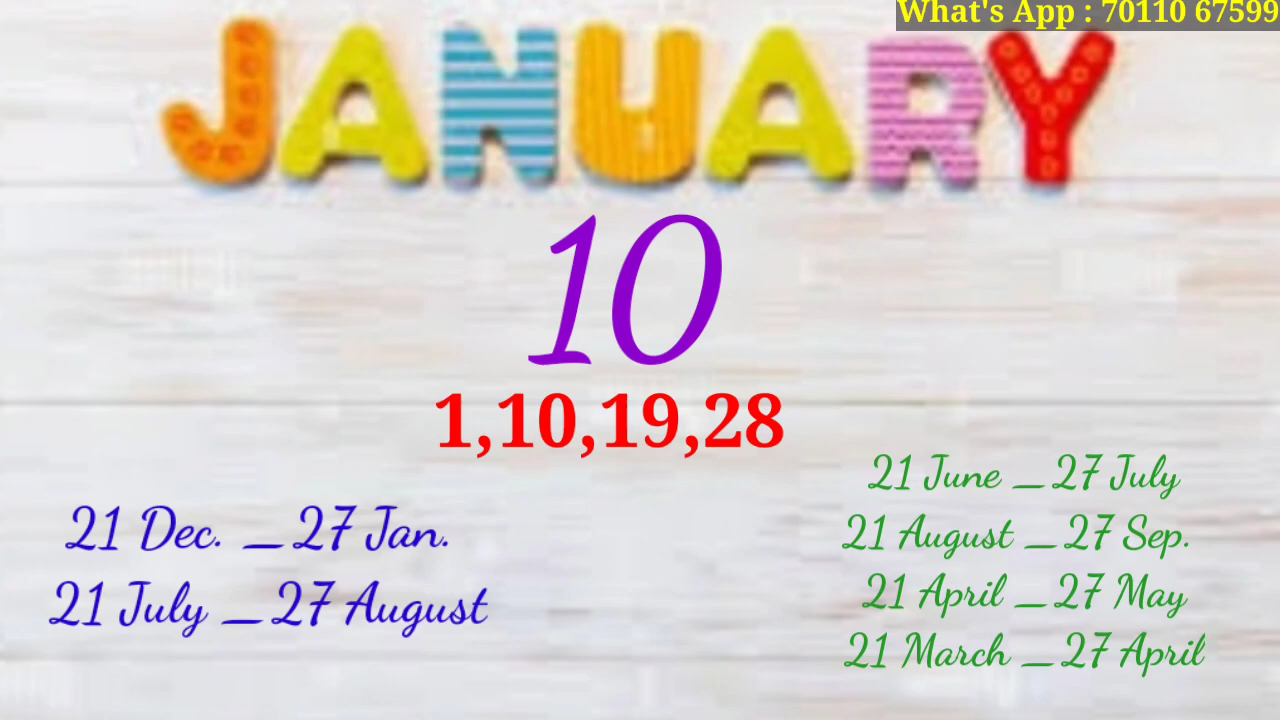 What's App : 70110 67599
JANUARY
10
1,10,19,28
21 Dec. _ 27 Jan.
21 July _ 27 August
21 June _ 27 July
21 August _ 27 Sep.
21 April _ 27 May
21 March _ 27 April